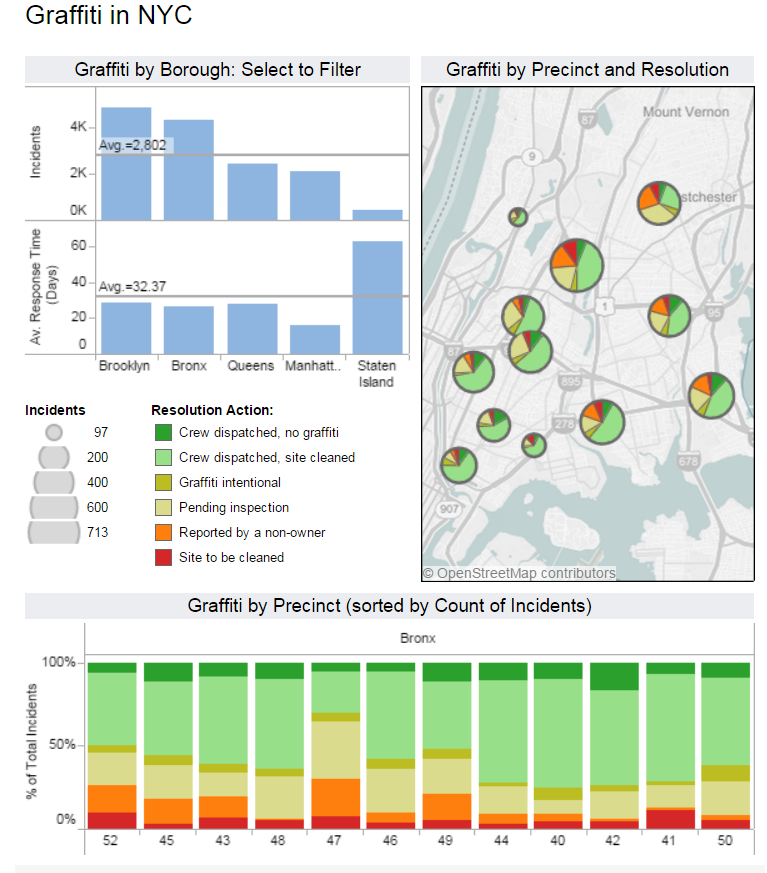 Graffiti in NYC
Graffiti by Borough: Select to Filter
Incidents
4K
2K
0K
Avg.=2,802
Av. Response Time
(Days)
60
40
20
0
Avg.=32.37
Brooklyn Bronx Queens Manhatt.. Staten
Island
Incidents
97
200
400
600
713
Resolution Action:
Crew dispatched, no graffiti
Crew dispatched, site cleaned
Graffiti intentional
Pending inspection
Reported by a non-owner
Site to be cleaned
Graffiti by Precinct and Resolution
Mount Vernon
87
9
stchester
1
95
895
278
678
907
© OpenStreetMap contributors
Graffiti by Precinct (sorted by Count of Incidents)
Bronx
% of Total Incidents
100%
50%
0%
52 45 43 48 47 46 49 44 40 42 41 50